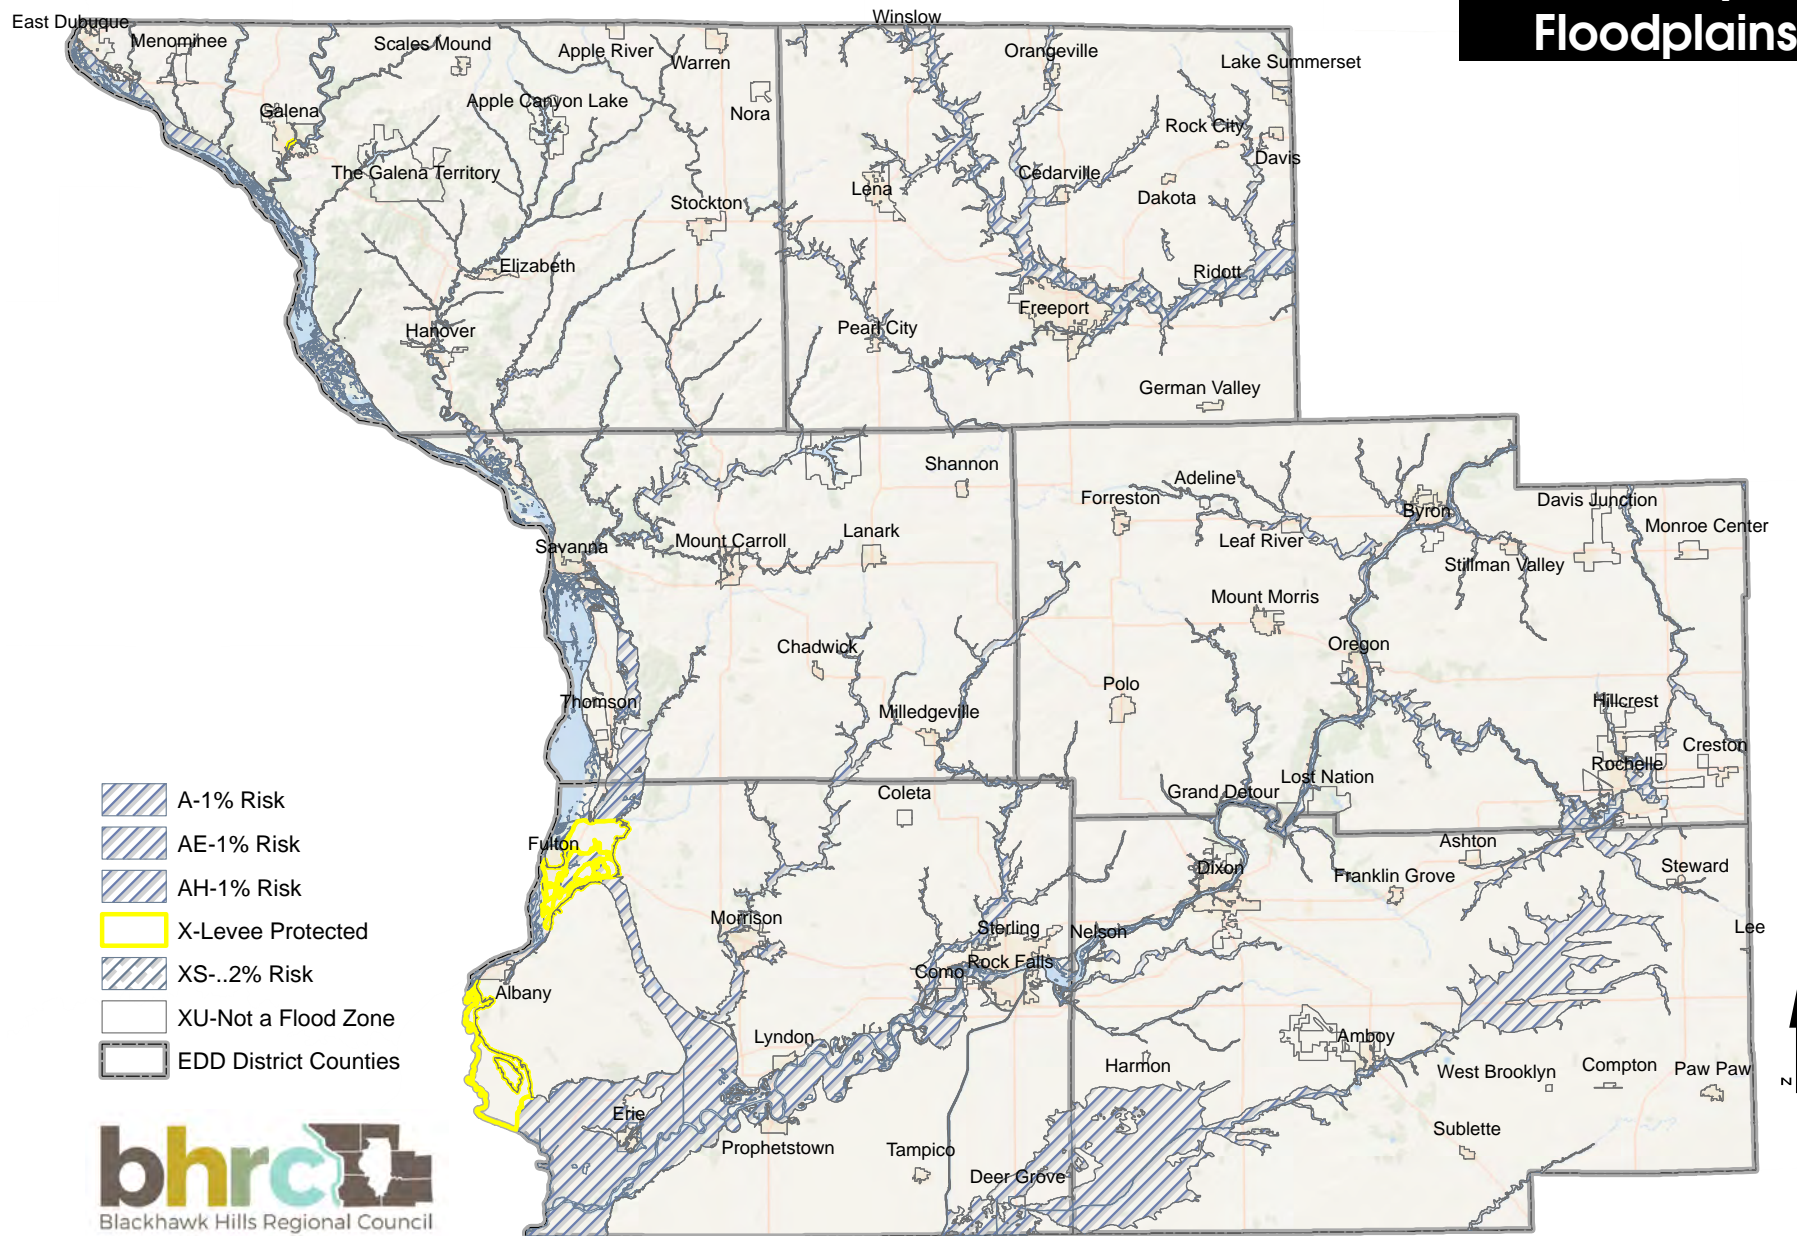 Floodplains
East Dubuque
Menominee
Scales Mound
Apple River
Warren
Winslow
Orangeville
Lake Summerset
Galena
Apple Canyon Lake
Nora
Rock City
Davis
The Galena Territory
Lena
Cedarville
Dakota
Stockton
Elizabeth
Ridott
Hanover
Pearl City
Freeport
German Valley
Shannon
Forreston
Adeline
Byron
Davis Junction
Monroe Center
Savanna
Mount Carroll
Lanark
Leaf River
Stillman Valley
Mount Morris
Chadwick
Oregon
Thomson
Milledgeville
Polo
Hillcrest
Creston
Rochelle
Lost Nation
Grand Detour
Coleta
Fulton
Dixon
Ashton
Franklin Grove
Steward
Morrison
Sterling
Nelson
Lee
Rock Falls
Como
Albany
Lyndon
Amboy
Harmon
West Brooklyn
Compton
Paw Paw
Erie
Prophetstown
Tampico
Sublette
Deer Grove
A-1% Risk
AE-1% Risk
AH-1% Risk
X-Levee Protected
XS-..2% Risk
XU-Not a Flood Zone
EDD District Counties
z
bhrc
Blackhawk Hills Regional Council